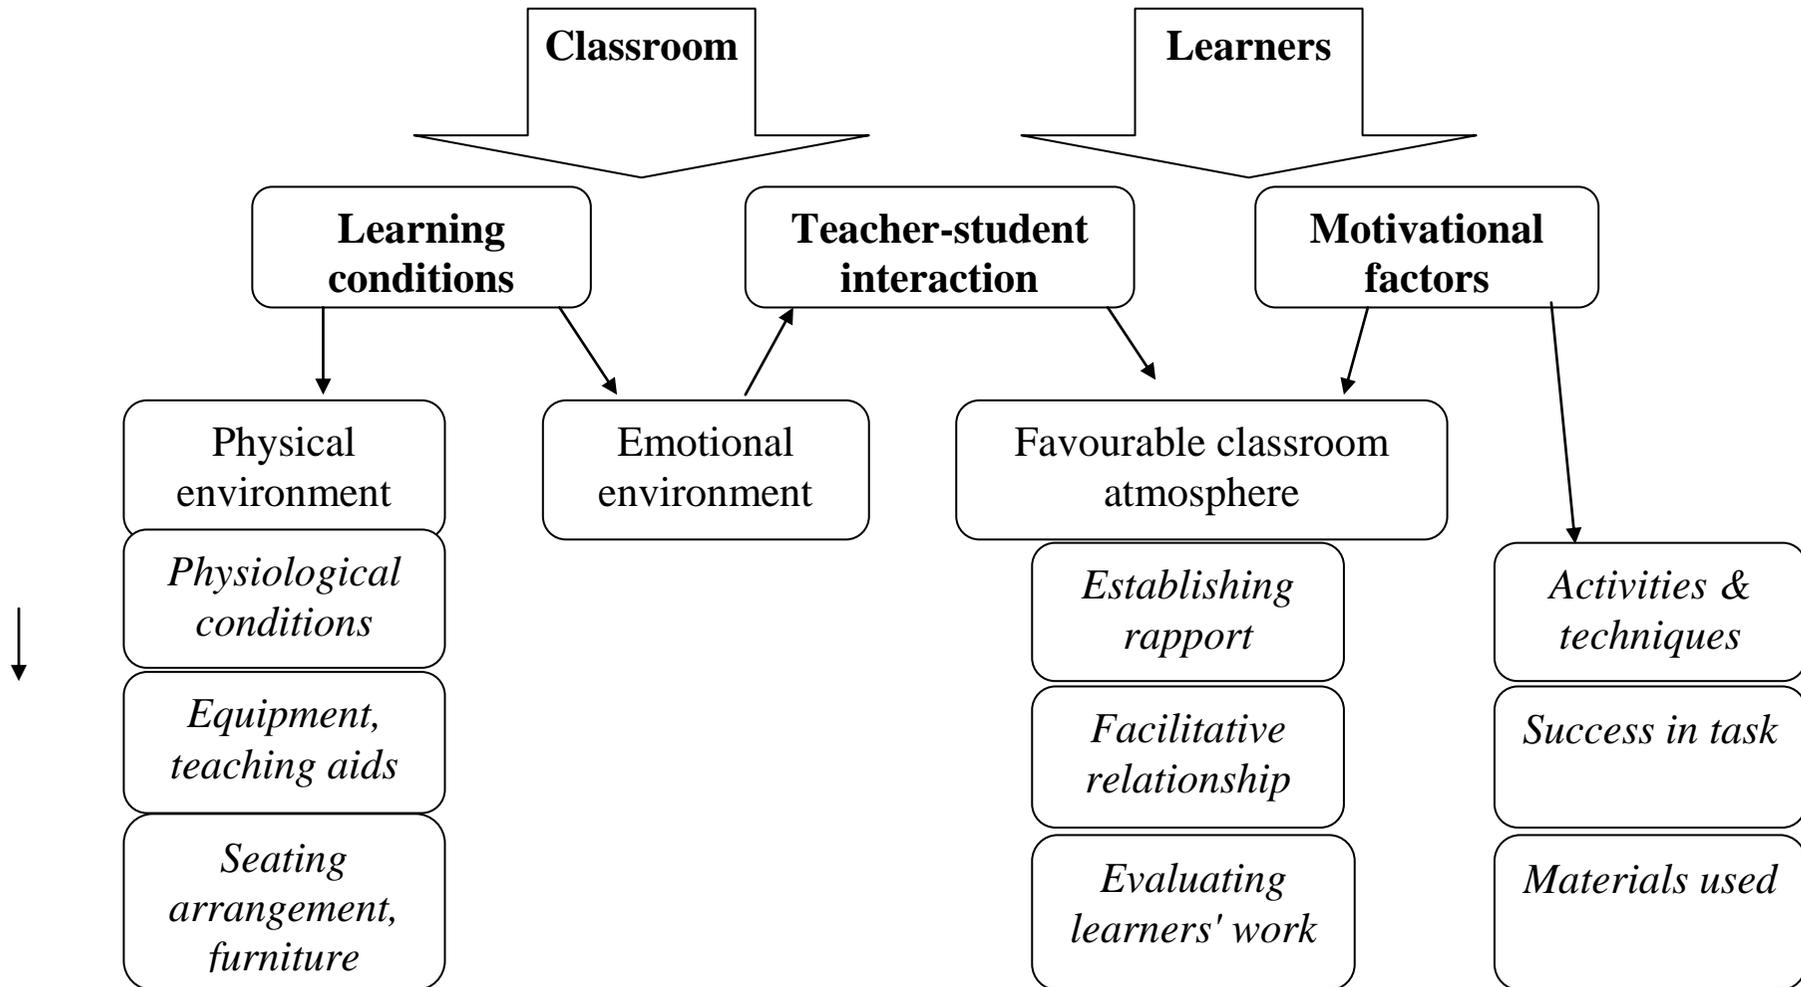 Classroom
Learners
Learning
conditions
Teacher-student
interaction
Motivational
factors
Physical
environment
Emotional
environment
Favourable classroom
atmosphere
Physiological
conditions
Equipment,
teaching aids
Seating
arrangement,
furniture
Establishing
rapport
Facilitative
relationship
Evaluating
learners' work
Activities &
techniques
Success in task
Materials used